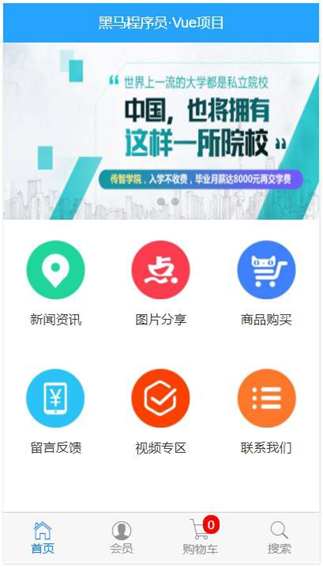 黑马程序员·Vue项目
世界上一流的大学都是私立院校
中国，也将拥有
这样一所院校
传智学院，入学不收费，毕业月薪达8000元再交学费
新闻资讯
图片分享
商品购买
留言反馈
视频专区
联系我们
0
首页
会员
购物车
搜索